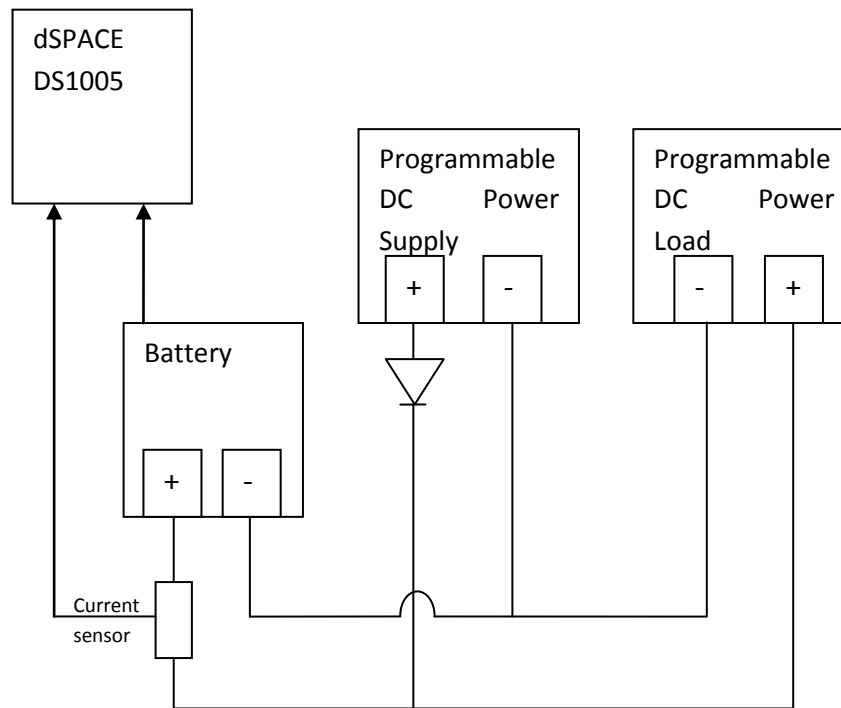 dSPACE
DS1005
Programmable
DC Power
Supply
+ -
Programmable
DC Power
Load
- +
Battery
+ -
Current
sensor